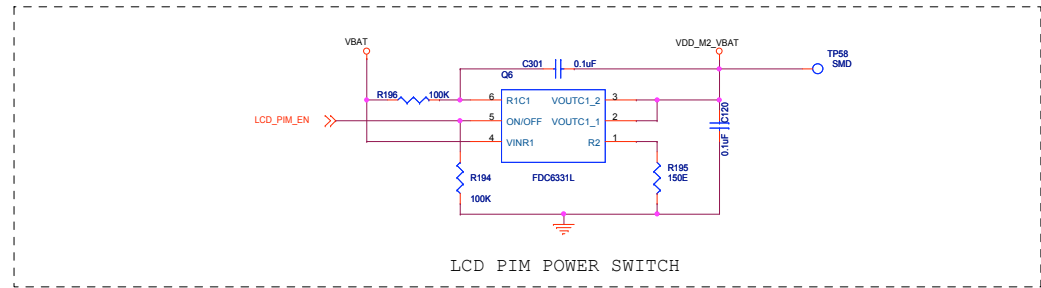 VBAT
VDD_M2_VBAT
TP58
SMD
C301
0.1uF
Q6
R196
100K
6
R1C1
VOUTC1_2
3
C120
0.1uF
LCD_PIM_EN
5
ON/OFF
VOUTC1_1
2
4
VINR1
R2
1
R194
100K
FDC6331L
R195
150E
LCD PIM POWER SWITCH